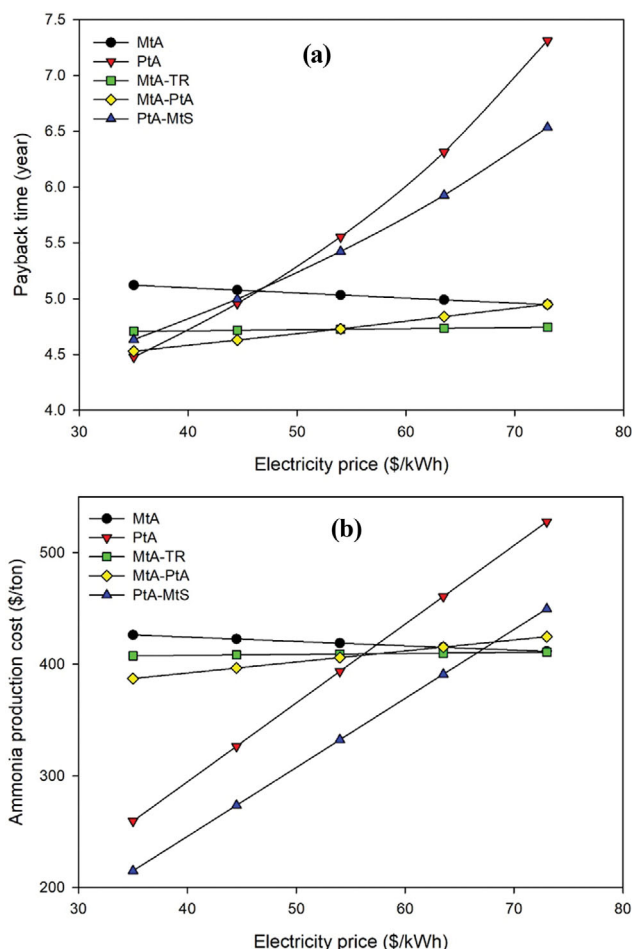 (a)
MtA
PtA
MtA-TR
MtA-PtA
PtA-MtS
7.5
7.0
6.5
6.0
5.5
5.0
4.5
4.0
Payback time (year)
30 40 50 60 70 80
Electricity price ($/kWh)
(b)
MtA
PtA
MtA-TR
MtA-PtA
PtA-MtS
500
400
300
200
Ammonia production cost ($/ton)
30 40 50 60 70 80
Electricity price ($/kWh)